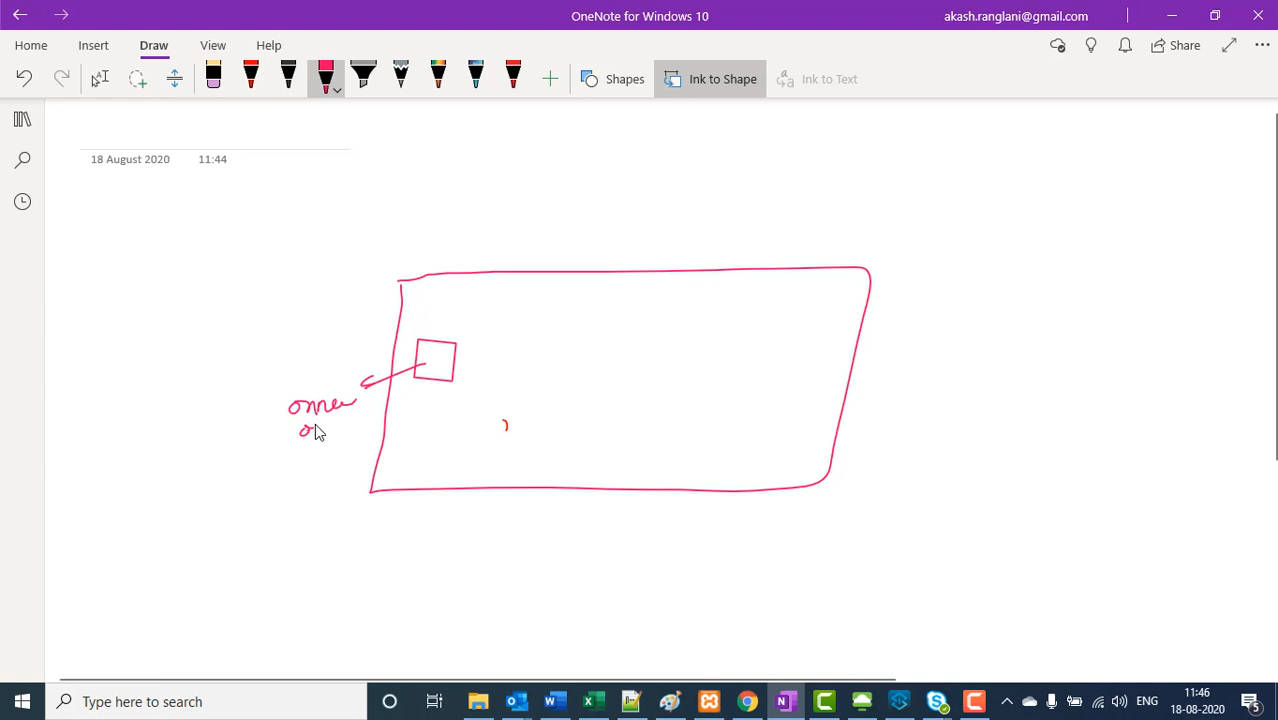 OneNote for Windows 10
akash.ranglani@gmail.com
Home Insert Draw View Help
Share
Shapes
Ink to Shape
Ink to Text
18 August 2020 11:44
Type here to search
ENG
11:46
18-08-2020
5